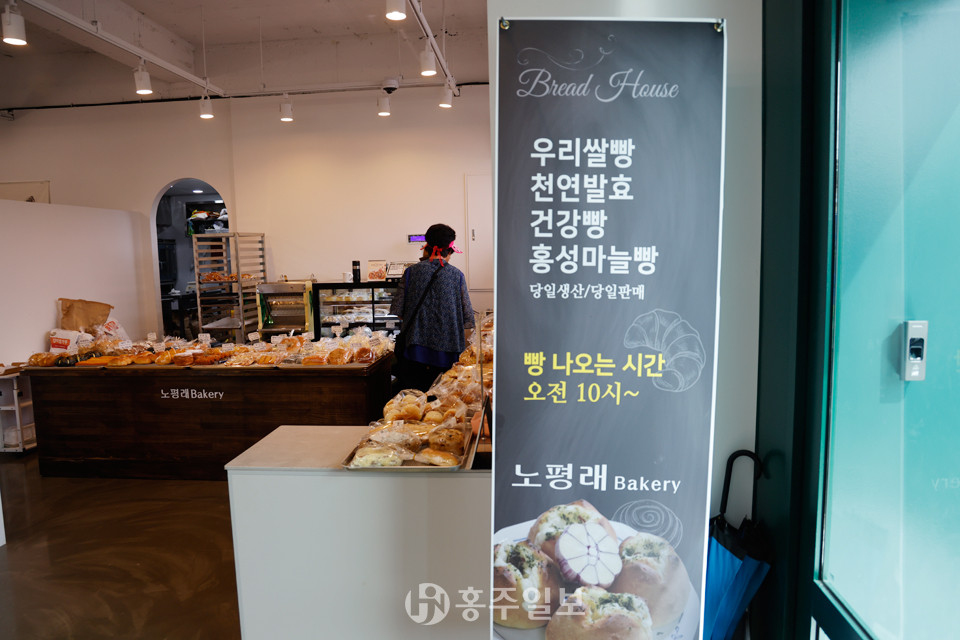 Bread House
우리쌀빵
천연발효
건강빵
홍성마늘빵
당일생산/당일판매
빵 나오는 시간
오전 10시~
노평래 Bakery
노평래 Bakery
홍주일보